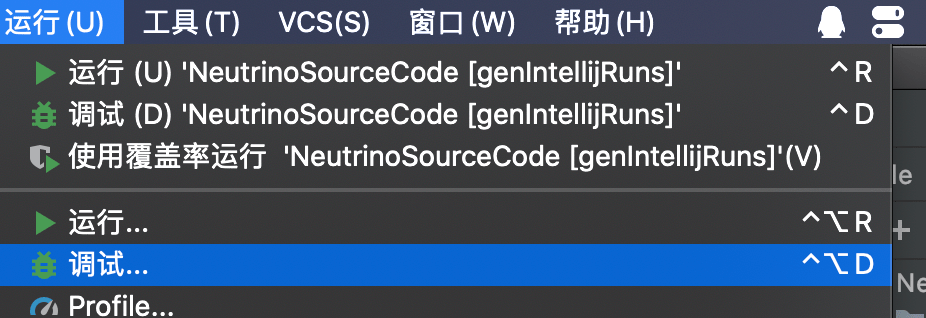 运行(U) 工具(T) VCS(S) 窗口(W) 帮助(H)
运行 (U) 'NeutrinoSourceCode [genIntellijRuns]' ^ R
调试 (D) 'NeutrinoSourceCode [genIntellijRuns]' ^ D
使用覆盖率运行 'NeutrinoSourceCode [genIntellijRuns]'(V)
le
运行... ^⌥ R
+
调试... ^⌥ D
Ne
Profile...